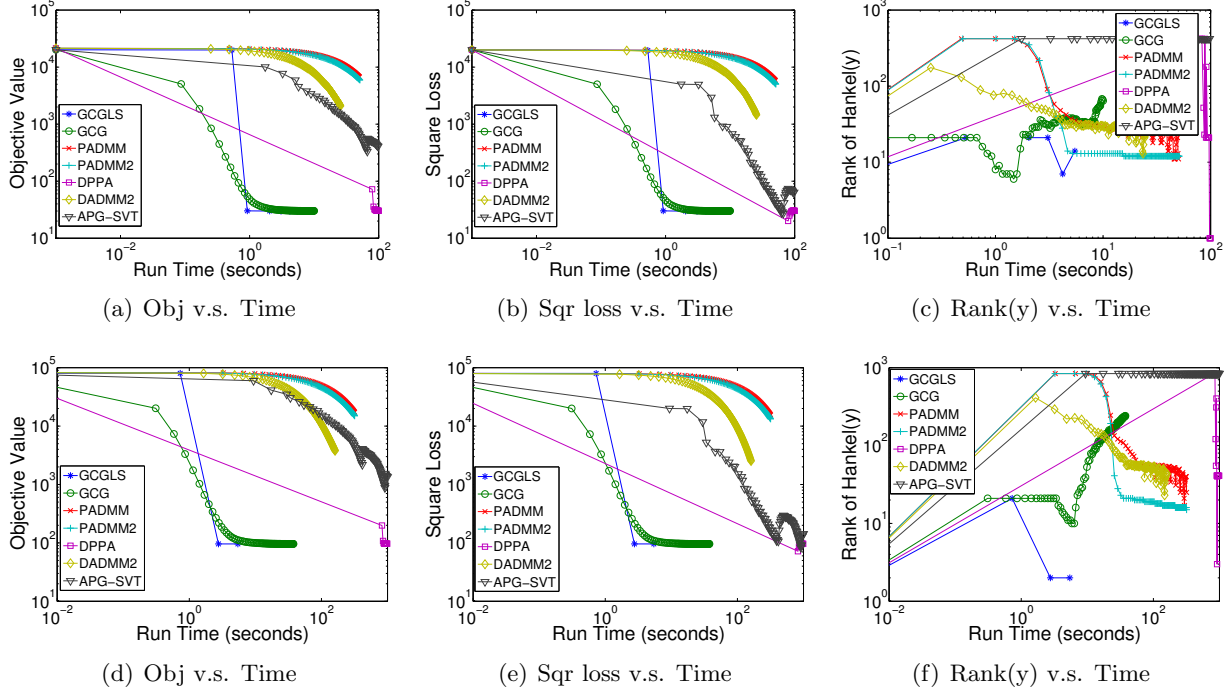 Objective Value
10^5
10^4
10^3
10^2
10^1
GCGLS
GCG
PADMM
PADMM2
DPPA
DADMM2
APG-SVT
10^-2
10^0
10^2
Run Time (seconds)
(a) Obj v.s. Time
Square Loss
10^5
10^4
10^3
10^2
10^1
GCGLS
GCG
PADMM
PADMM2
DPPA
DADMM2
APG-SVT
10^-2
10^0
10^2
Run Time (seconds)
(b) Sqr loss v.s. Time
Rank of Hankel(y)
10^3
10^2
10^1
10^0
GCGLS
GCG
PADMM
PADMM2
DPPA
DADMM2
APG-SVT
10^-1
10^0
10^1
10^2
Run Time (seconds)
(c) Rank(y) v.s. Time
Objective Value
10^5
10^4
10^3
10^2
10^1
GCGLS
GCG
PADMM
PADMM2
DPPA
DADMM2
APG-SVT
10^-2
10^0
10^2
Run Time (seconds)
(d) Obj v.s. Time
Square Loss
10^5
10^4
10^3
10^2
10^1
GCGLS
GCG
PADMM
PADMM2
DPPA
DADMM2
APG-SVT
10^-2
10^0
10^2
Run Time (seconds)
(e) Sqr loss v.s. Time
Rank of Hankel(y)
10^3
10^2
10^1
10^0
GCGLS
GCG
PADMM
PADMM2
DPPA
DADMM2
APG-SVT
10^-2
10^0
10^2
Run Time (seconds)
(f) Rank(y) v.s. Time